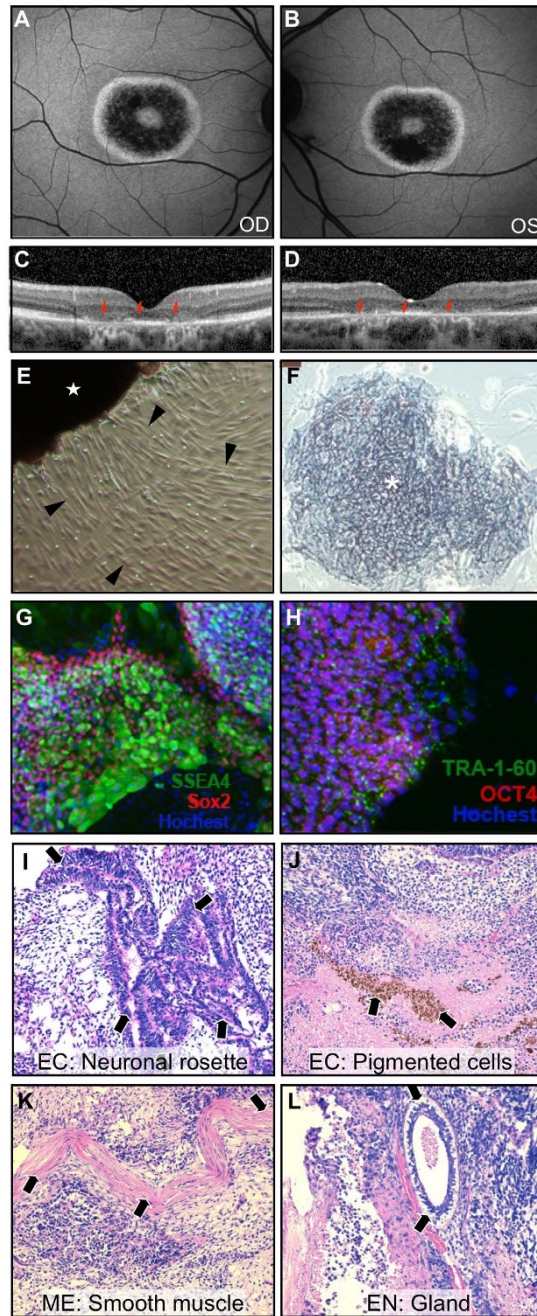 A
OD
B
OS
C
D
E
F
G
SSEA4
Sox2
Hochest
H
TRA-1-60
OCT4
Hochest
I
EC: Neuronal rosette
J
EC: Pigmented cells
K
ME: Smooth muscle
L
EN: Gland